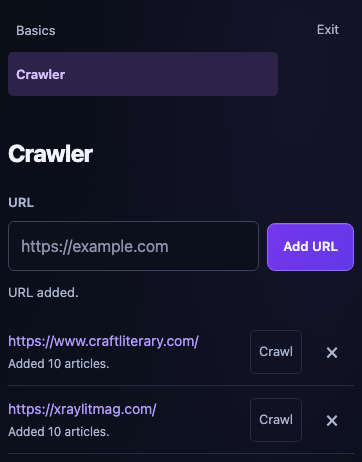 Basics
Exit
Crawler
Crawler
URL
https://example.com
Add URL
URL added.
https://www.craftliterary.com/
Added 10 articles.
Crawl
×
https://xraylitmag.com/
Added 10 articles.
Crawl
×